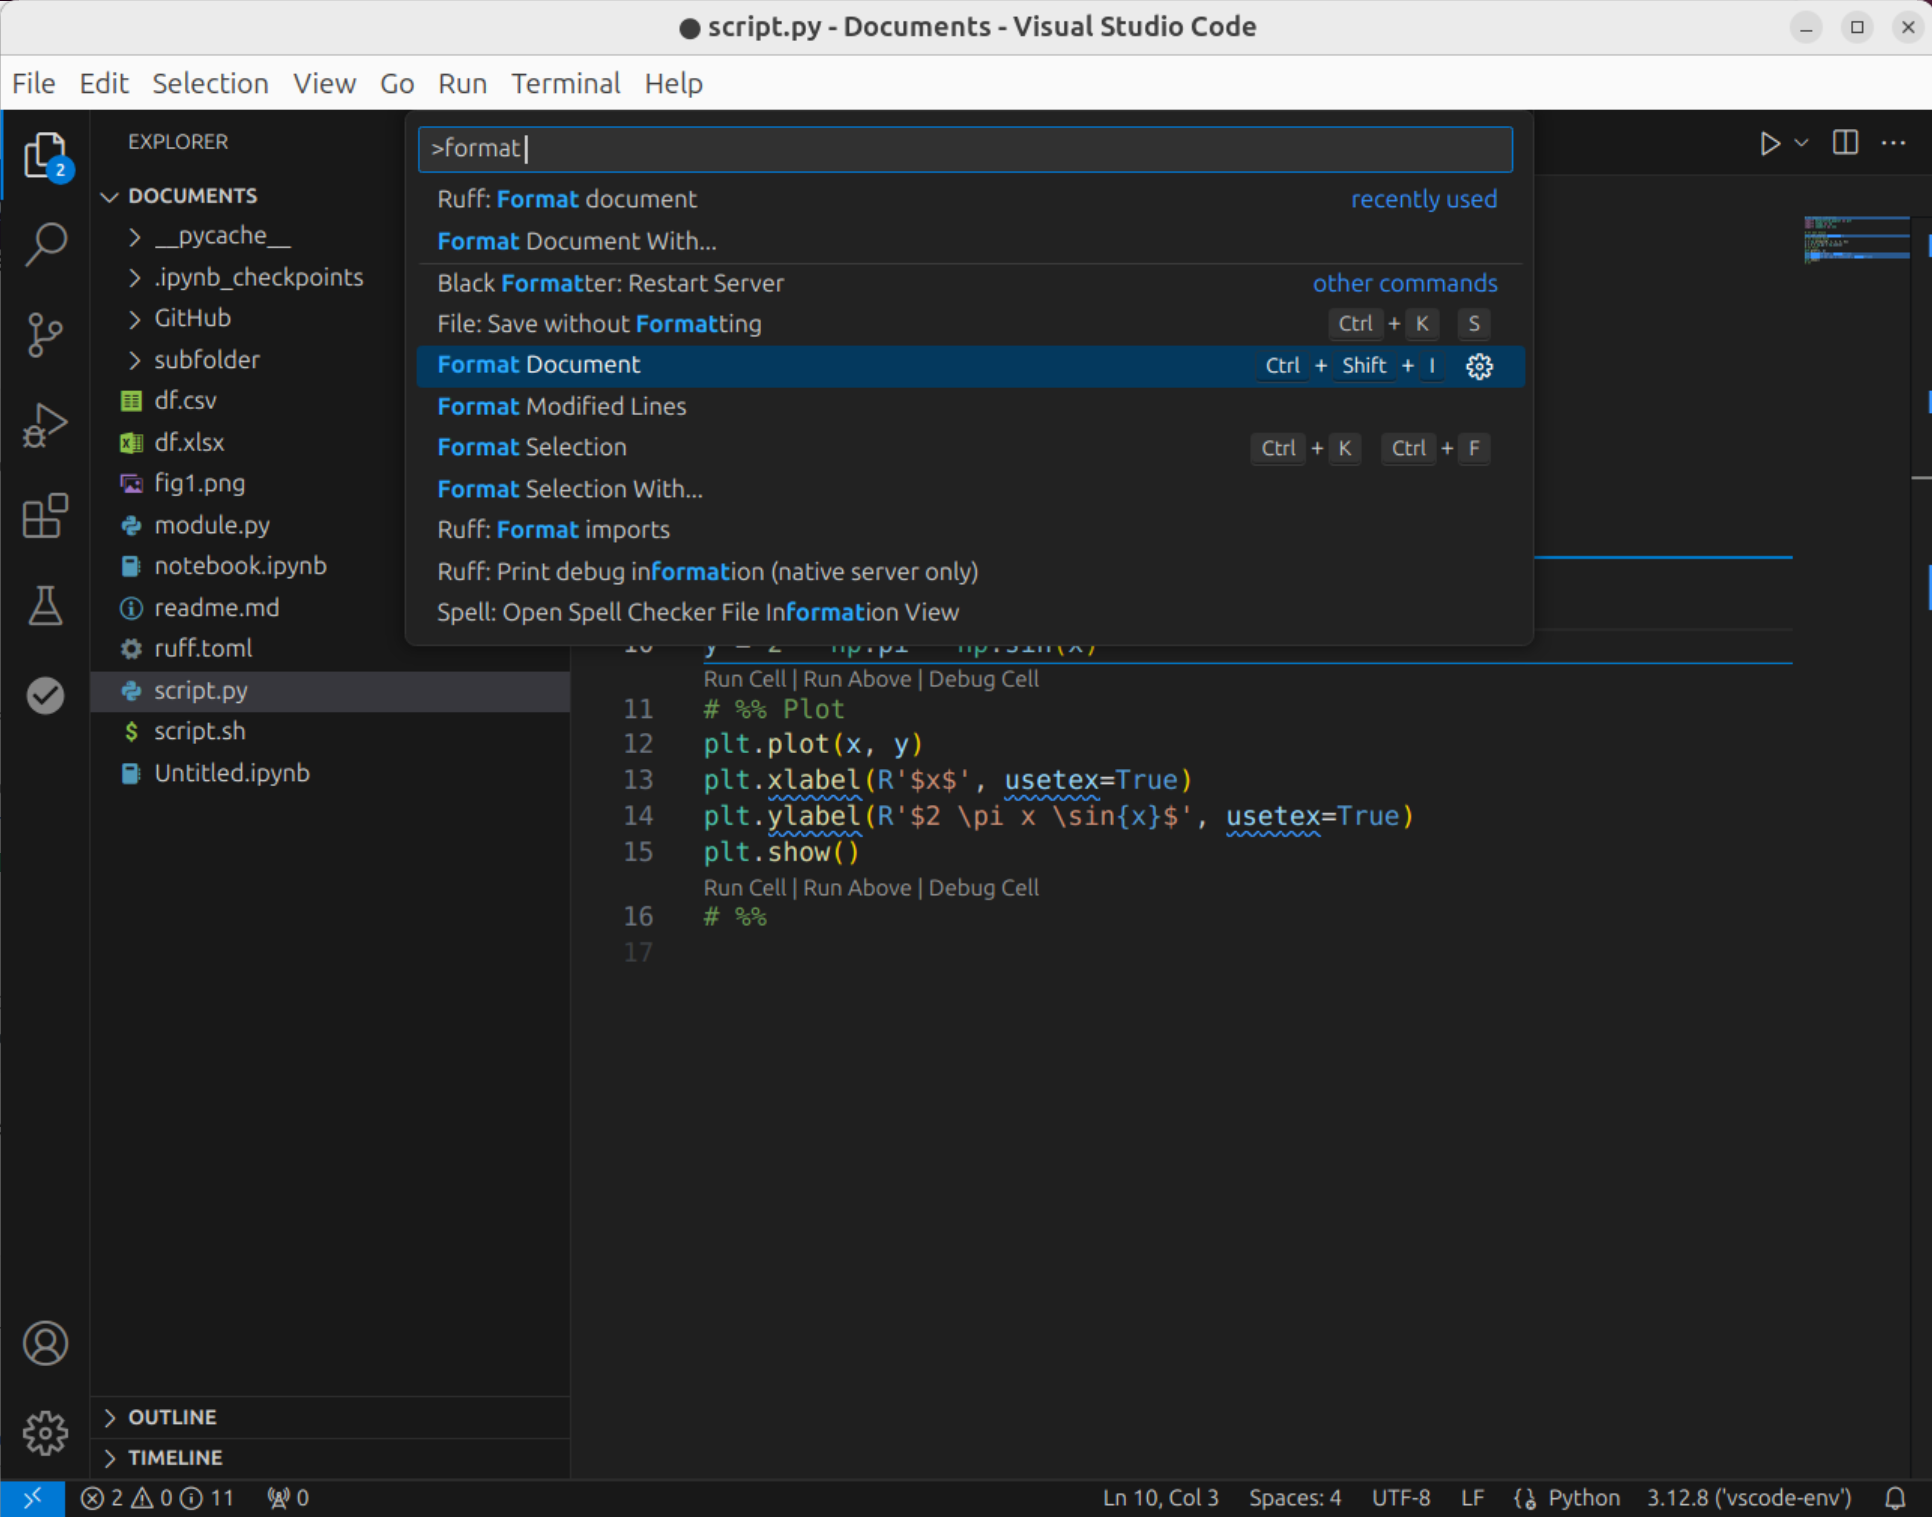 ● script.py - Documents - Visual Studio Code
File Edit Selection View Go Run Terminal Help
EXPLORER
2
DOCUMENTS
__pycache__
.ipynb_checkpoints
GitHub
subfolder
df.csv
df.xlsx
fig1.png
module.py
notebook.ipynb
readme.md
ruff.toml
script.py
script.sh
Untitled.ipynb
OUTLINE
TIMELINE
>format
Ruff: Format document recently used
Format Document With...
Black Formatter: Restart Server other commands
File: Save without Formatting Ctrl + K S
Format Document Ctrl + Shift + I
Format Modified Lines
Format Selection Ctrl + K Ctrl + F
Format Selection With...
Ruff: Format imports
Ruff: Print debug information (native server only)
Spell: Open Spell Checker File Information View
Run Cell | Run Above | Debug Cell
11 # %% Plot
12 plt.plot(x, y)
13 plt.xlabel(R'$x$', usetex=True)
14 plt.ylabel(R'$2 \pi x \sin{x}$', usetex=True)
15 plt.show()
Run Cell | Run Above | Debug Cell
16 # %%
17
2 0 11 0 Ln 10, Col 3 Spaces: 4 UTF-8 LF Python 3.12.8 ('vscode-env')